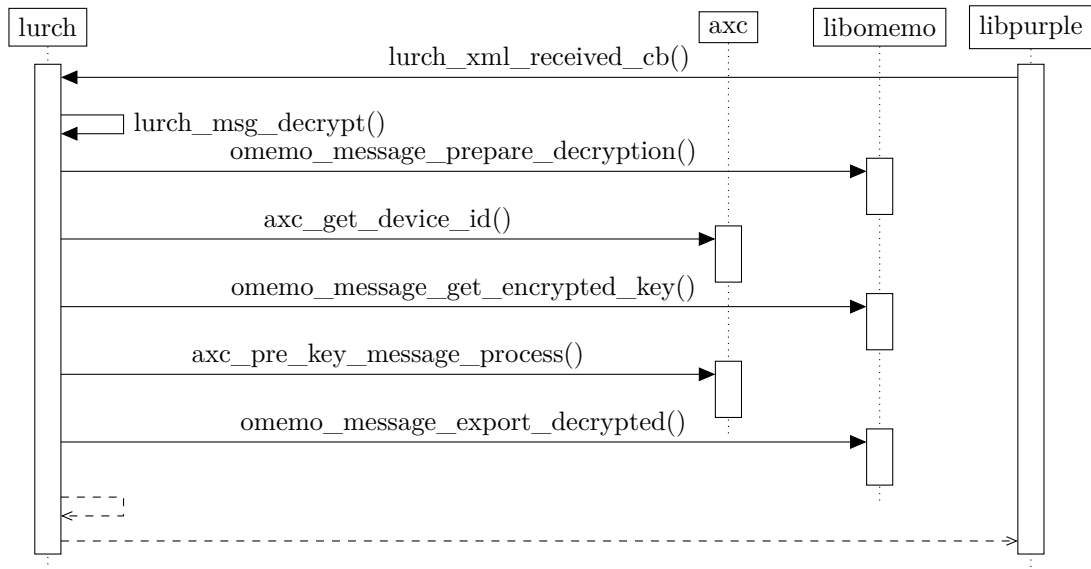 lurch
axc
libomemo
libpurple
lurch_xml_received_cb()
lurch_msg_decrypt()
omemo_message_prepare_decryption()
axc_get_device_id()
omemo_message_get_encrypted_key()
axc_pre_key_message_process()
omemo_message_export_decrypted()